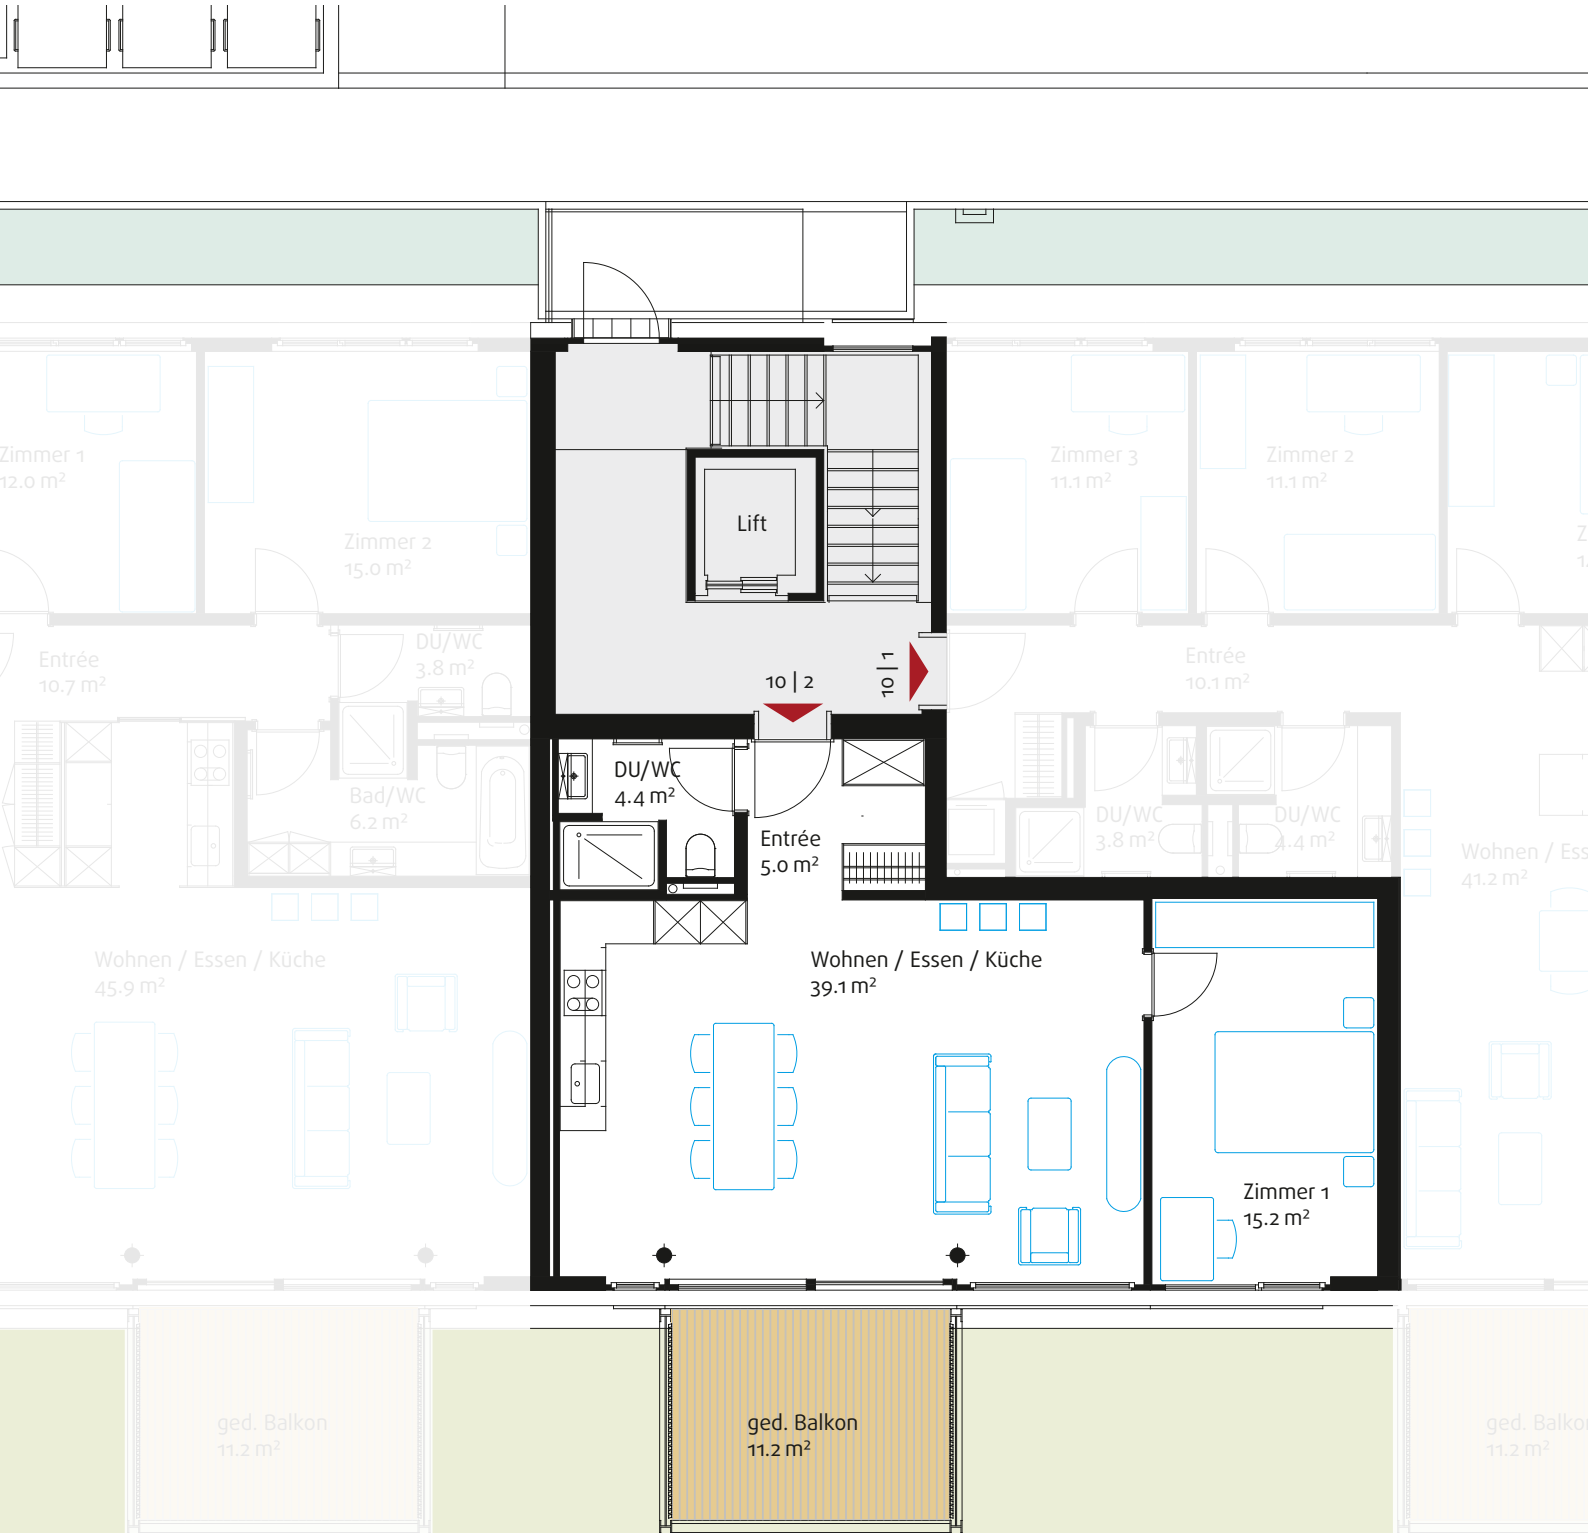 Zimmer 1
12.0 m²
Zimmer 2
15.0 m²
Lift
Zimmer 3
11.1 m²
Zimmer 2
11.1 m²
Entrée
10.7 m²
DU/WC
3.8 m²
10 | 2
10 | 1
Entrée
10.1 m²
Bad/WC
6.2 m²
DU/WC
4.4 m²
Entrée
5.0 m²
DU/WC
3.8 m²
DU/WC
4.4 m²
Wohnen / Ess
41.2 m²
Wohnen / Essen / Küche
45.9 m²
Wohnen / Essen / Küche
39.1 m²
Zimmer 1
15.2 m²
ged. Balkon
11.2 m²
ged. Balkon
11.2 m²
ged. Balkon
11.2 m²